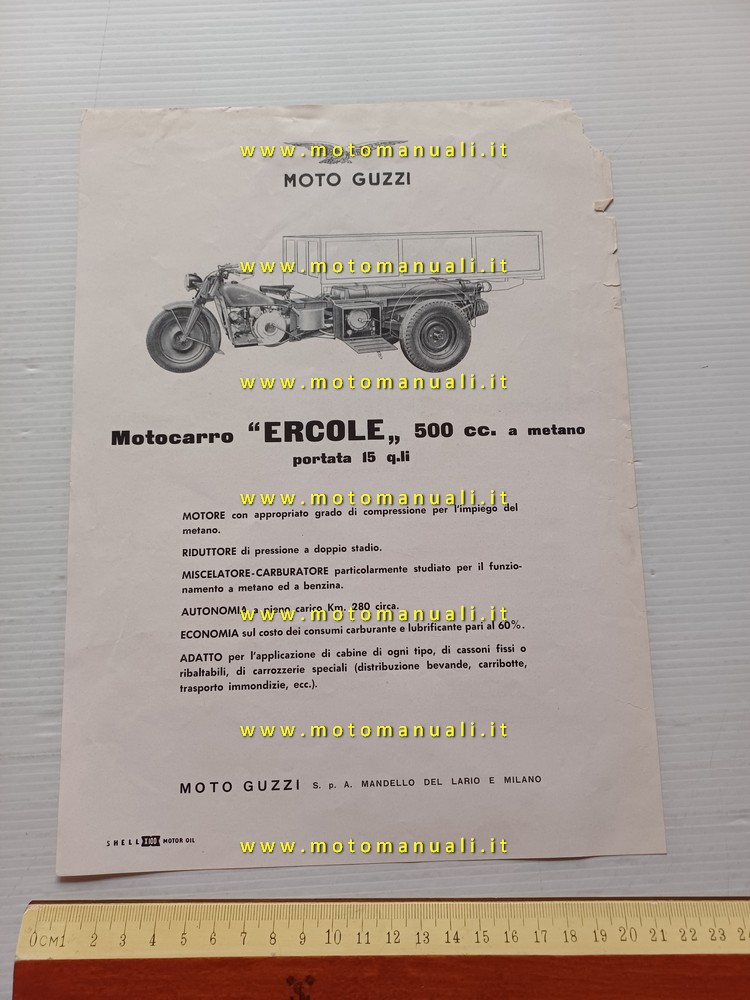 www.motomanuali.it
MOTO GUZZI
www.motomanuali.it
www.motomanuali.it
Motocarro "ERCOLE„ 500 cc. a metano
portata 15 q.li
www.motomanuali.it
MOTORE con appropriato grado di compressione per l'impiego del
metano.
RIDUTTORE di pressione a doppio stadio.
MISCELATORE-CARBURATORE particolarmente studiato per il funzio-
namento a metano ed a benzina.
AUTONOMIA a pieno carico Km. 280 circa.
www.motomanuali.it
ECONOMIA sul costo dei consumi carburante e lubrificante pari al 60%.
ADATTO per l'applicazione di cabine di ogni tipo, di cassoni fissi o
ribaltabili, di carrozzerie speciali (distribuzione bevande, carribotte,
trasporto immondizie, ecc.).
www.motomanuali.it
MOTO GUZZI S. p. A. MANDELLO DEL LARIO E MILANO
SHELL X100 MOTOR OIL
www.motomanuali.it
0CM1 2 3 4 5 6 7 8 9 10 11 12 13 14 15 16 17 18 19 20 21 22 23 24